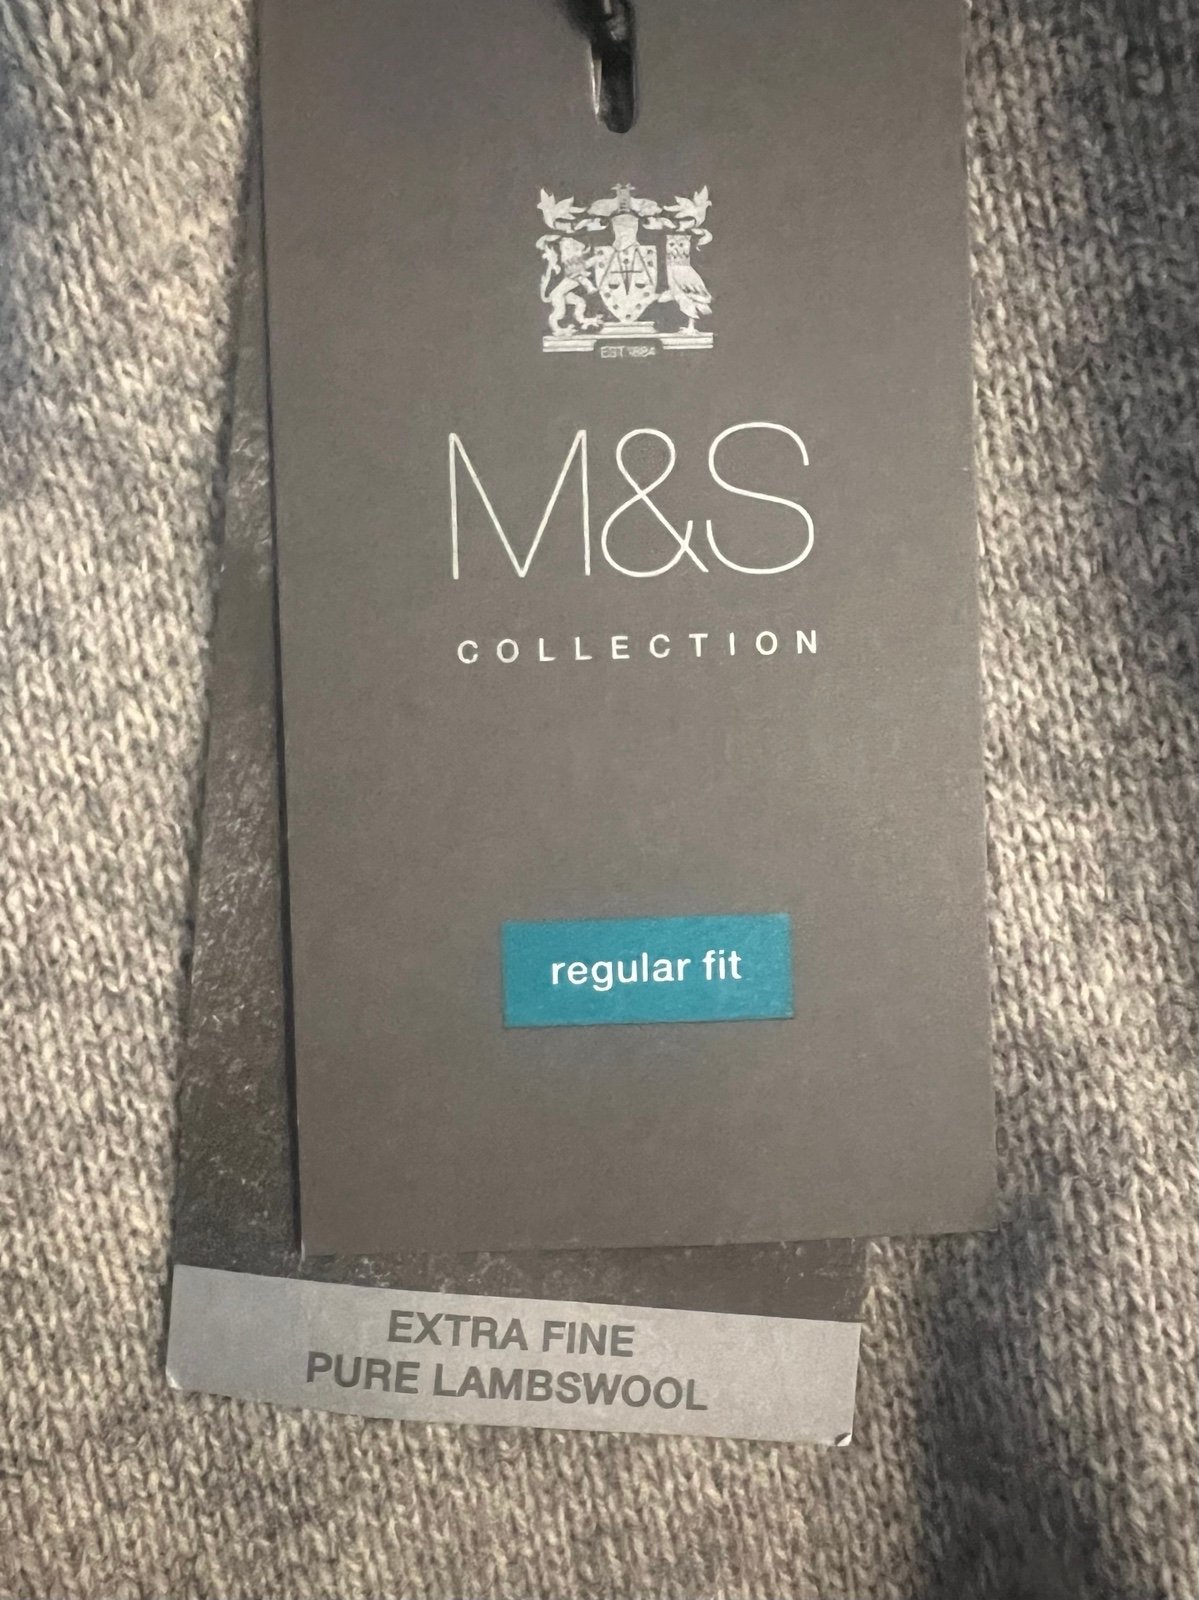 EST 1884
M&S
COLLECTION
regular fit
EXTRA FINE
PURE LAMBSWOOL